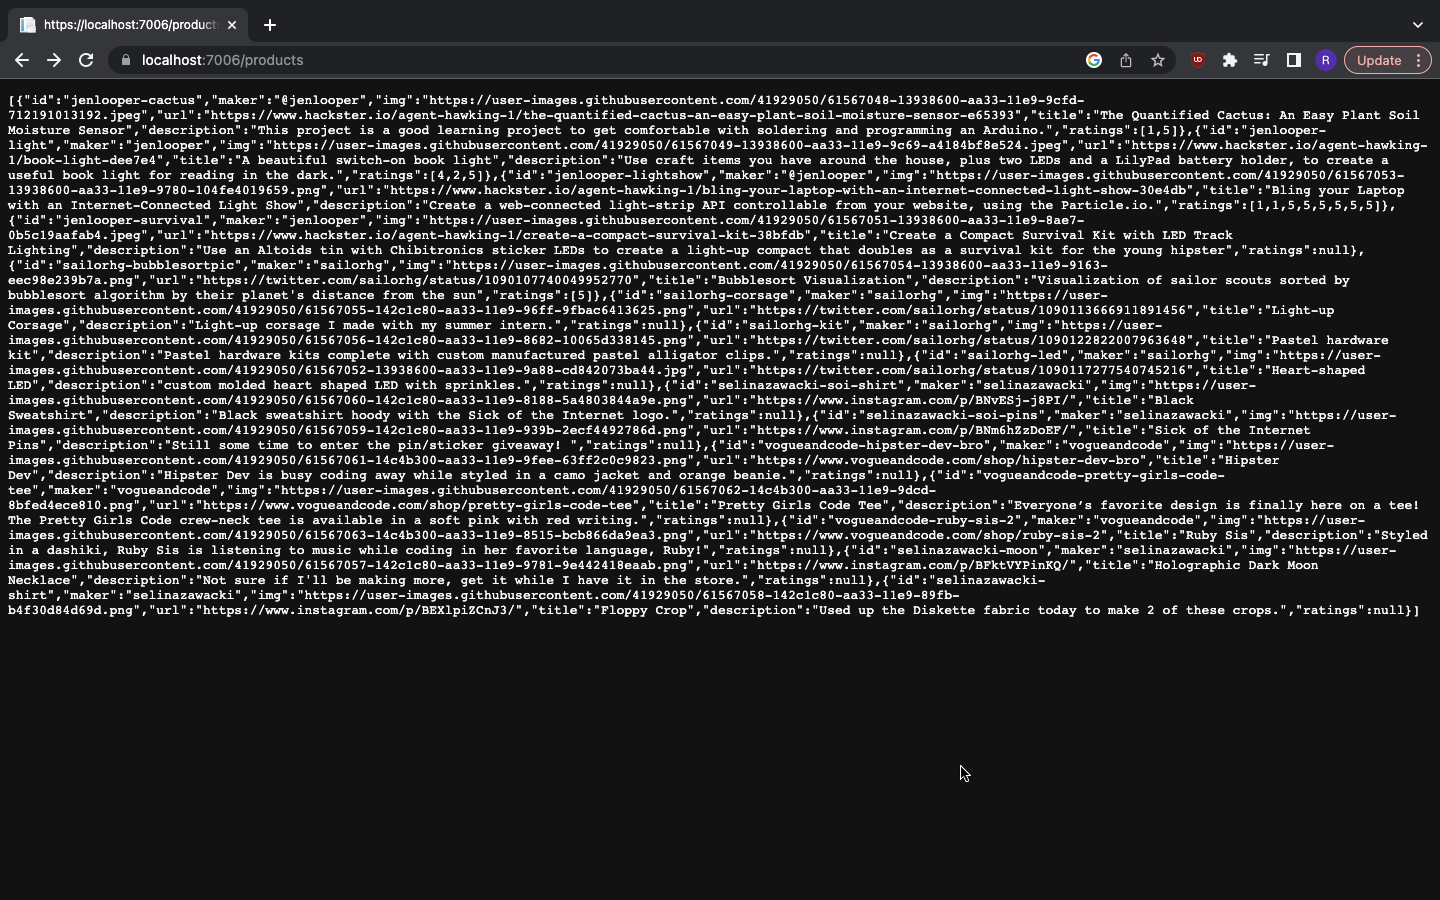 https://localhost:7006/product
localhost:7006/products
R
Update
[{"id":"jenlooper-cactus","maker":"@jenlooper","img":"https://user-images.githubusercontent.com/41929050/61567048-13938600-aa33-11e9-9cfd-
712191013192.jpeg","url":"https://www.hackster.io/agent-hawking-1/the-quantified-cactus-an-easy-plant-soil-moisture-sensor-e65393","title":"The Quantified Cactus: An Easy Plant Soil
Moisture Sensor","description":"This project is a good learning project to get comfortable with soldering and programming an Arduino.","ratings":[1,5]},{"id":"jenlooper-
light","maker":"jenlooper","img":"https://user-images.githubusercontent.com/41929050/61567049-13938600-aa33-11e9-9c69-a4184bf8e524.jpeg","url":"https://www.hackster.io/agent-hawking-
1/book-light-dee7e4","title":"A beautiful switch-on book light","description":"Use craft items you have around the house, plus two LEDs and a LilyPad battery holder, to create a
useful book light for reading in the dark.","ratings":[4,2,5]},{"id":"jenlooper-lightshow","maker":"@jenlooper","img":"https://user-images.githubusercontent.com/41929050/61567053-
13938600-aa33-11e9-9780-104fe4019659.png","url":"https://www.hackster.io/agent-hawking-1/bling-your-laptop-with-an-internet-connected-light-show-30e4db","title":"Bling your Laptop
with an Internet-Connected Light Show","description":"Create a web-connected light-strip API controllable from your website, using the Particle.io.","ratings":[1,1,5,5,5,5,5,5]},
{"id":"jenlooper-survival","maker":"jenlooper","img":"https://user-images.githubusercontent.com/41929050/61567051-13938600-aa33-11e9-8ae7-
0b5c19aafab4.jpeg","url":"https://www.hackster.io/agent-hawking-1/create-a-compact-survival-kit-38bfdb","title":"Create a Compact Survival Kit with LED Track
Lighting","description":"Use an Altoids tin with Chibitronics sticker LEDs to create a light-up compact that doubles as a survival kit for the young hipster","ratings":null},
{"id":"sailorhg-bubblesortpic","maker":"sailorhg","img":"https://user-images.githubusercontent.com/41929050/61567054-13938600-aa33-11e9-9163-
eec98e239b7a.png","url":"https://twitter.com/sailorhg/status/1090107740049952770","title":"Bubblesort Visualization","description":"Visualization of sailor scouts sorted by
bubblesort algorithm by their planet's distance from the sun","ratings":[5]},{"id":"sailorhg-corsage","maker":"sailorhg","img":"https://user-
images.githubusercontent.com/41929050/61567055-142c1c80-aa33-11e9-96ff-9fbac6413625.png","url":"https://twitter.com/sailorhg/status/1090113666911891456","title":"Light-up
Corsage","description":"Light-up corsage I made with my summer intern.","ratings":null},{"id":"sailorhg-kit","maker":"sailorhg","img":"https://user-
images.githubusercontent.com/41929050/61567056-142c1c80-aa33-11e9-8682-10065d338145.png","url":"https://twitter.com/sailorhg/status/1090122822007963648","title":"Pastel hardware
kit","description":"Pastel hardware kits complete with custom manufactured pastel alligator clips.","ratings":null},{"id":"sailorhg-led","maker":"sailorhg","img":"https://user-
images.githubusercontent.com/41929050/61567052-13938600-aa33-11e9-9a88-cd842073ba44.jpg","url":"https://twitter.com/sailorhg/status/1090117277540745216","title":"Heart-shaped
LED","description":"custom molded heart shaped LED with sprinkles.","ratings":null},{"id":"selinazawacki-soi-shirt","maker":"selinazawacki","img":"https://user-
images.githubusercontent.com/41929050/61567060-142c1c80-aa33-11e9-8188-5a4803844a9e.png","url":"https://www.instagram.com/p/BNvESj-j8PI/","title":"Black
Sweatshirt","description":"Black sweatshirt hoody with the Sick of the Internet logo.","ratings":null},{"id":"selinazawacki-soi-pins","maker":"selinazawacki","img":"https://user-
images.githubusercontent.com/41929050/61567059-142c1c80-aa33-11e9-939b-2ecf4492786d.png","url":"https://www.instagram.com/p/BNm6hZzDoEF/","title":"Sick of the Internet
Pins","description":"Still some time to enter the pin/sticker giveaway! ","ratings":null},{"id":"vogueandcode-hipster-dev-bro","maker":"vogueandcode","img":"https://user-
images.githubusercontent.com/41929050/61567061-14c4b300-aa33-11e9-9fee-63ff2c0c9823.png","url":"https://www.vogueandcode.com/shop/hipster-dev-bro","title":"Hipster
Dev","description":"Hipster Dev is busy coding away while styled in a camo jacket and orange beanie.","ratings":null},{"id":"vogueandcode-pretty-girls-code-
tee","maker":"vogueandcode","img":"https://user-images.githubusercontent.com/41929050/61567062-14c4b300-aa33-11e9-9dcd-
8bfed4ece810.png","url":"https://www.vogueandcode.com/shop/pretty-girls-code-tee","title":"Pretty Girls Code Tee","description":"Everyone’s favorite design is finally here on a tee!
The Pretty Girls Code crew-neck tee is available in a soft pink with red writing.","ratings":null},{"id":"vogueandcode-ruby-sis-2","maker":"vogueandcode","img":"https://user-
images.githubusercontent.com/41929050/61567063-14c4b300-aa33-11e9-8515-bcb866da9ea3.png","url":"https://www.vogueandcode.com/shop/ruby-sis-2","title":"Ruby Sis","description":"Styled
in a dashiki, Ruby Sis is listening to music while coding in her favorite language, Ruby!","ratings":null},{"id":"selinazawacki-moon","maker":"selinazawacki","img":"https://user-
images.githubusercontent.com/41929050/61567057-142c1c80-aa33-11e9-9781-9e442418eaab.png","url":"https://www.instagram.com/p/BFktVYPinKQ/","title":"Holographic Dark Moon
Necklace","description":"Not sure if I'll be making more, get it while I have it in the store.","ratings":null},{"id":"selinazawacki-
shirt","maker":"selinazawacki","img":"https://user-images.githubusercontent.com/41929050/61567058-142c1c80-aa33-11e9-89fb-
b4f30d84d69d.png","url":"https://www.instagram.com/p/BEXlpiZCnJ3/","title":"Floppy Crop","description":"Used up the Diskette fabric today to make 2 of these crops.","ratings":null}]